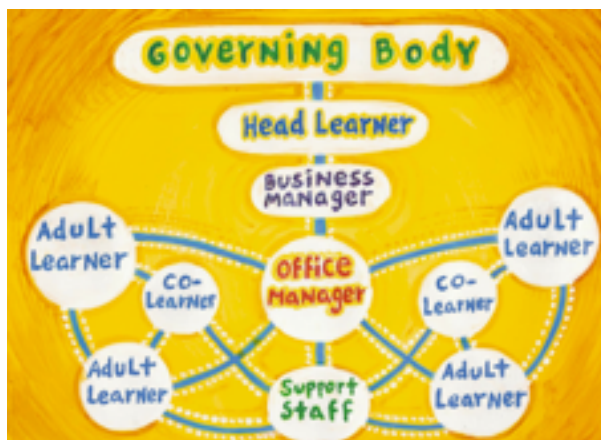 GOVERNING BODY
Head Learner
BUSINESS
MANAGER
Adult
Learner
Adult
Learner
Office
Manager
CO-
Learner
CO-
Learner
Adult
Learner
Support
Staff
Adult
Learner